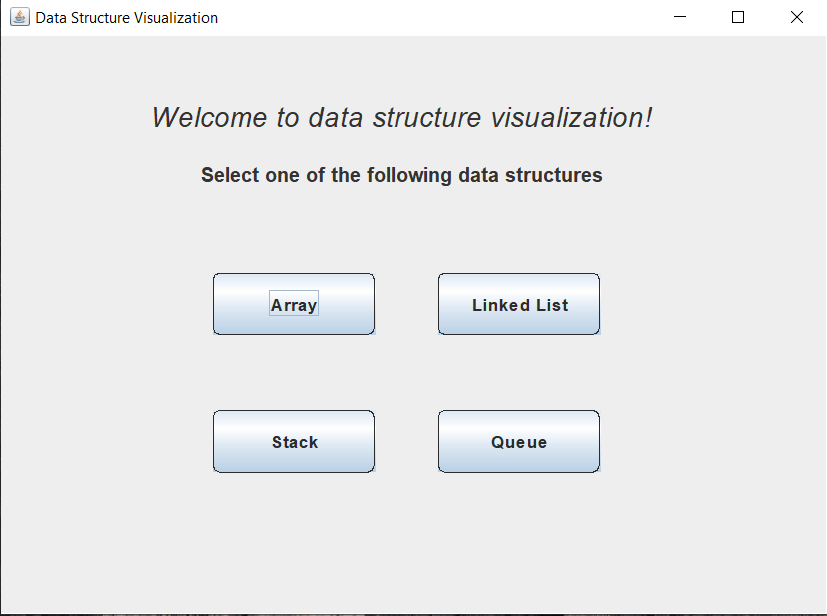 Data Structure Visualization
Welcome to data structure visualization!
Select one of the following data structures
Array
Linked List
Stack
Queue